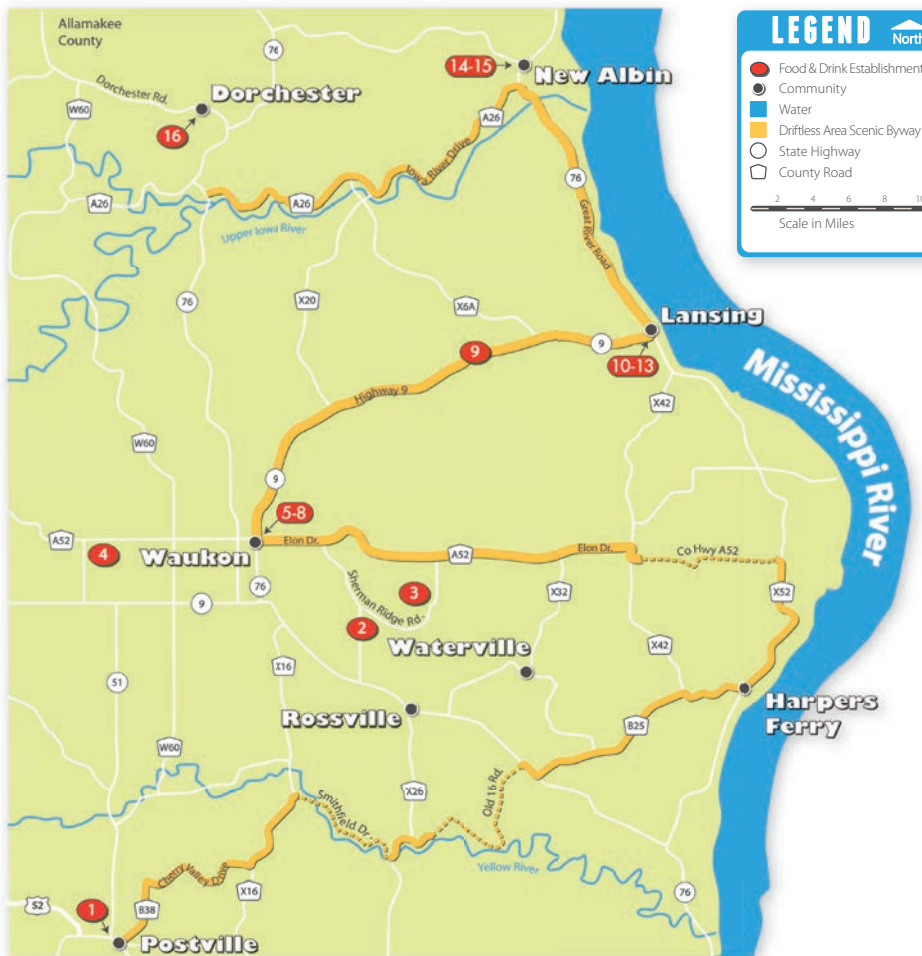 Allamakee
County
LEGEND
North
Food & Drink Establishment
Community
Water
Driftless Area Scenic Byway
State Highway
County Road
2 4 6 8 10
Scale in Miles
76
14-15
New Albin
Dorchester Rd.
Dorchester
W60
16
A26
Iowa River Drive
76
A26
A26
Upper Iowa River
Great River Road
76
X20
X6A
Lansing
9
9
10-13
Mississippi River
Highway 9
X42
W60
9
5-8
A52
4
Waukon
Elon Dr.
A52
Elon Dr.
Co Hwy A52
76
9
Sherman Ridge Rd.
3
X32
X52
2
Waterville
X42
X16
51
Rossville
Harpers
Ferry
B25
W60
Old 16 Rd.
X26
Smithfield Dr.
Yellow River
Cherry Valley Drive
X16
76
52
1
B38
Postville